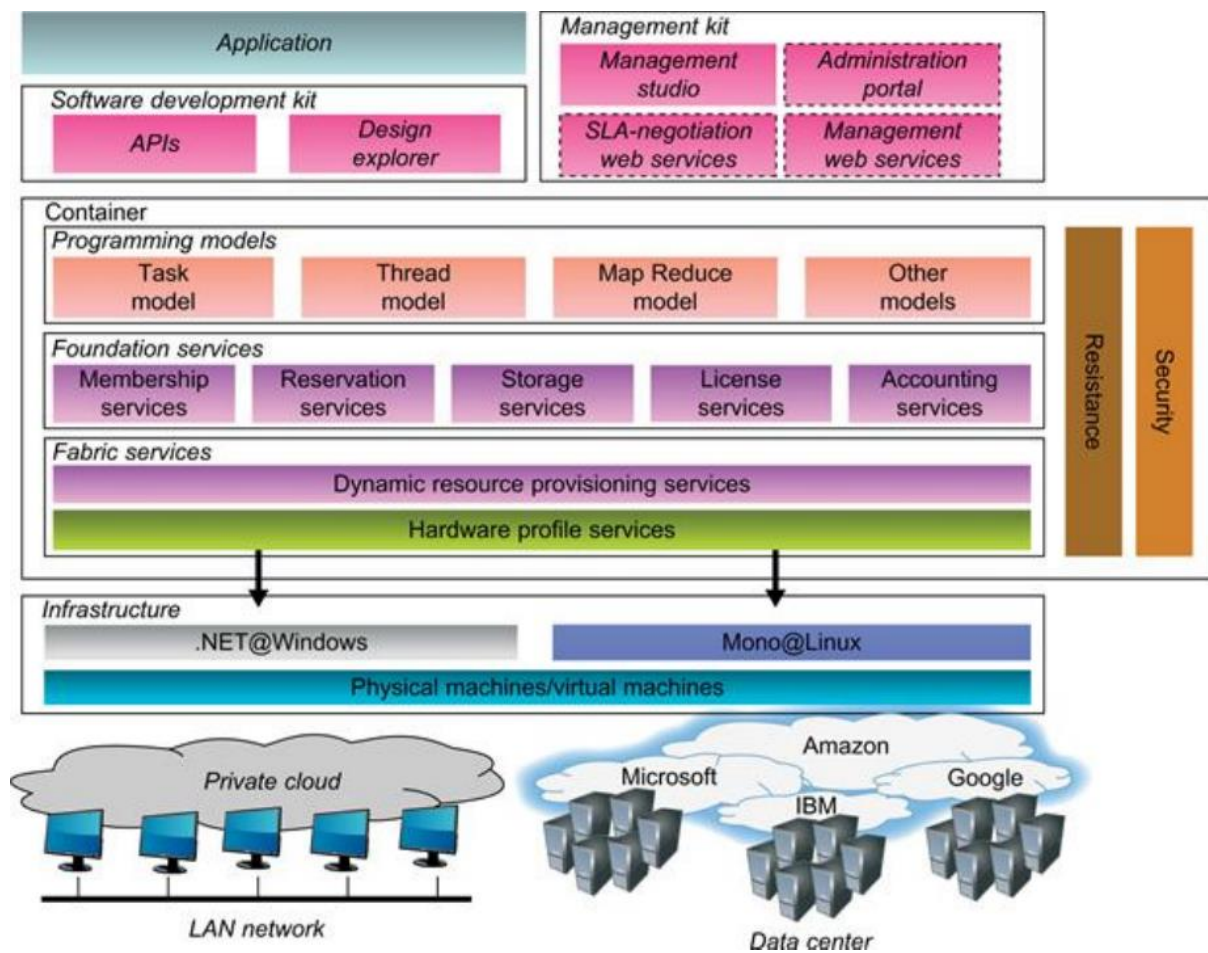 Application
Management kit
Management
studio
Administration
portal
SLA-negotiation
web services
Management
web services
Software development kit
APIs
Design
explorer
Container
Programming models
Task
model
Thread
model
Map Reduce
model
Other
models
Foundation services
Membership
services
Reservation
services
Storage
services
License
services
Accounting
services
Fabric services
Dynamic resource provisioning services
Hardware profile services
Resistance
Security
Infrastructure
.NET@Windows
Mono@Linux
Physical machines/virtual machines
Private cloud
LAN network
Amazon
Microsoft
Google
IBM
Data center